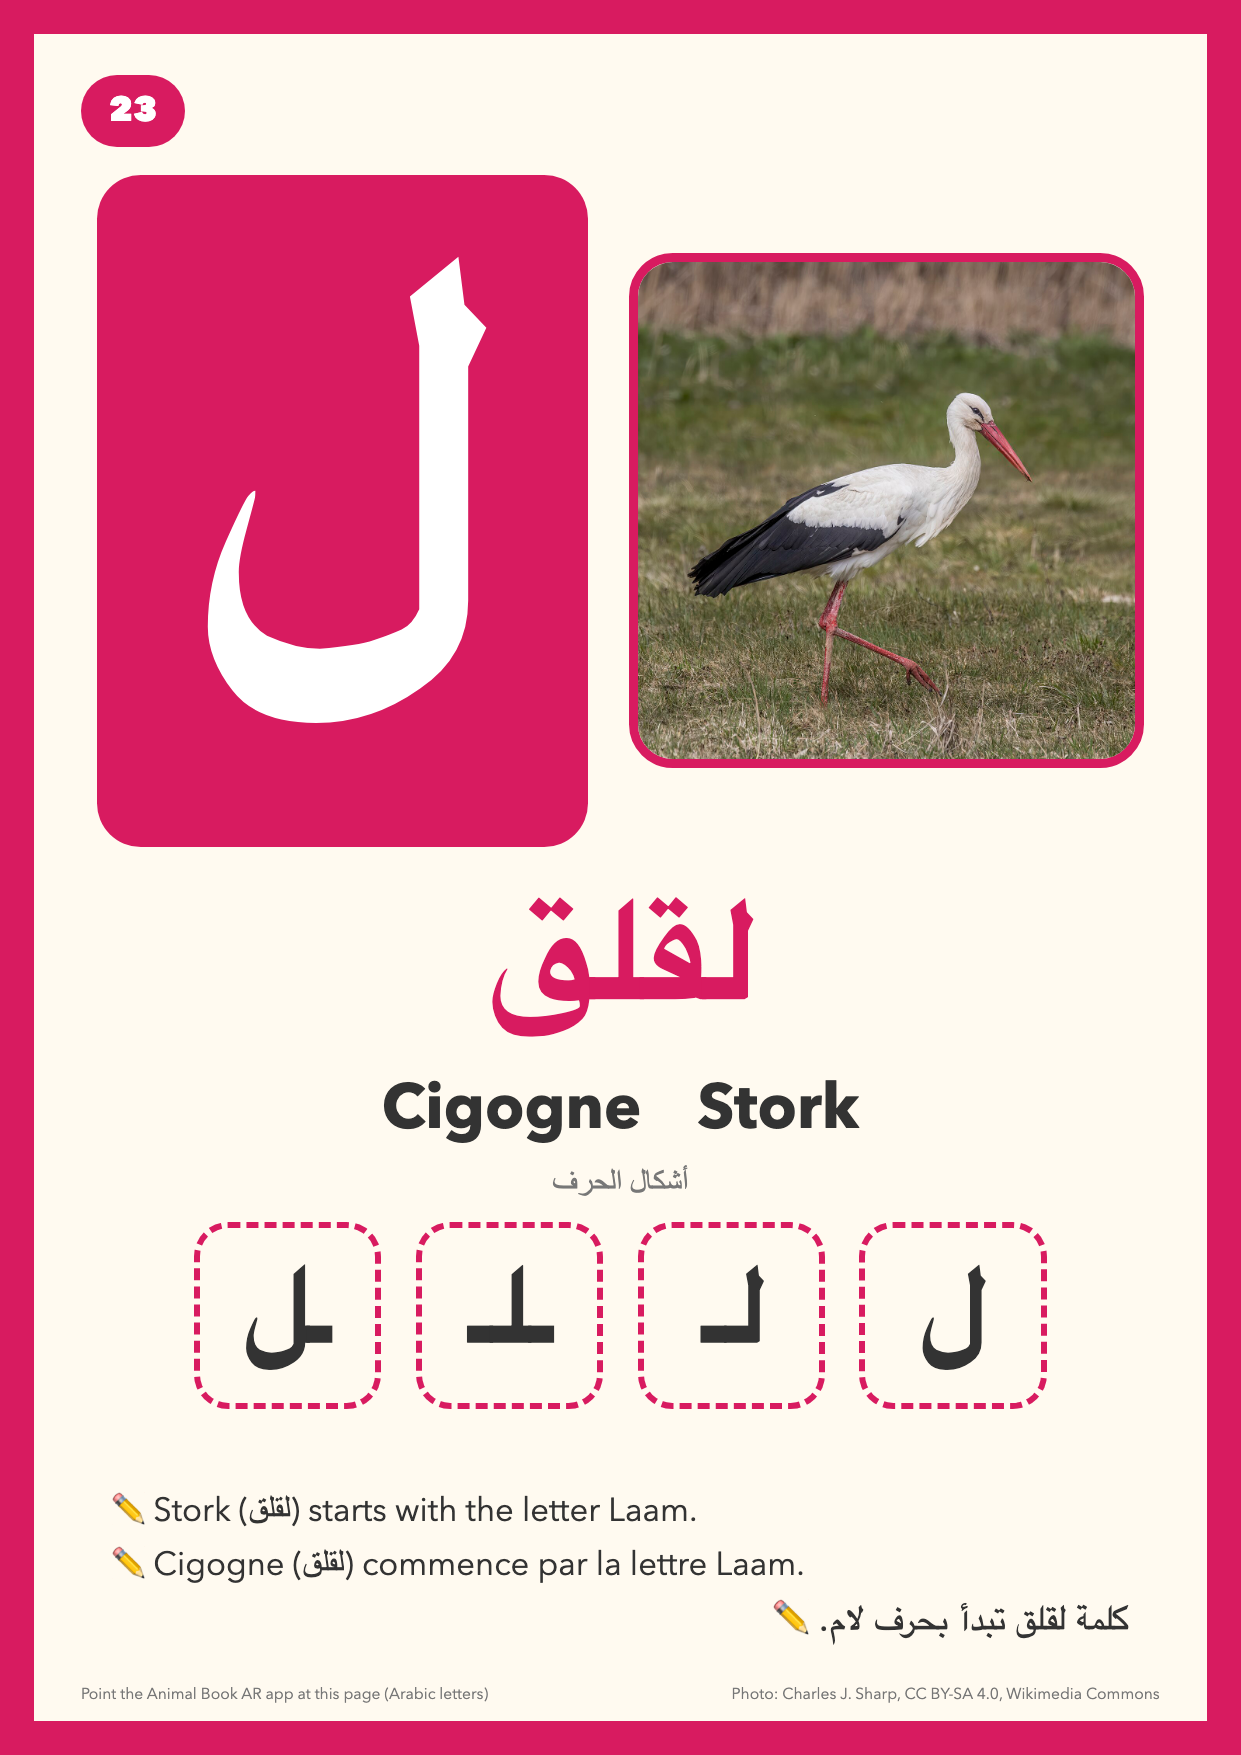 23
ل
لقلق
Cigogne Stork
أشكال الحرف
ل لـ ـلـ ـل
✏️ Stork (لقلق) starts with the letter Laam.
✏️ Cigogne (لقلق) commence par la lettre Laam.
كلمة لقلق تبدأ بحرف لام. ✏️
Point the Animal Book AR app at this page (Arabic letters)
Photo: Charles J. Sharp, CC BY-SA 4.0, Wikimedia Commons